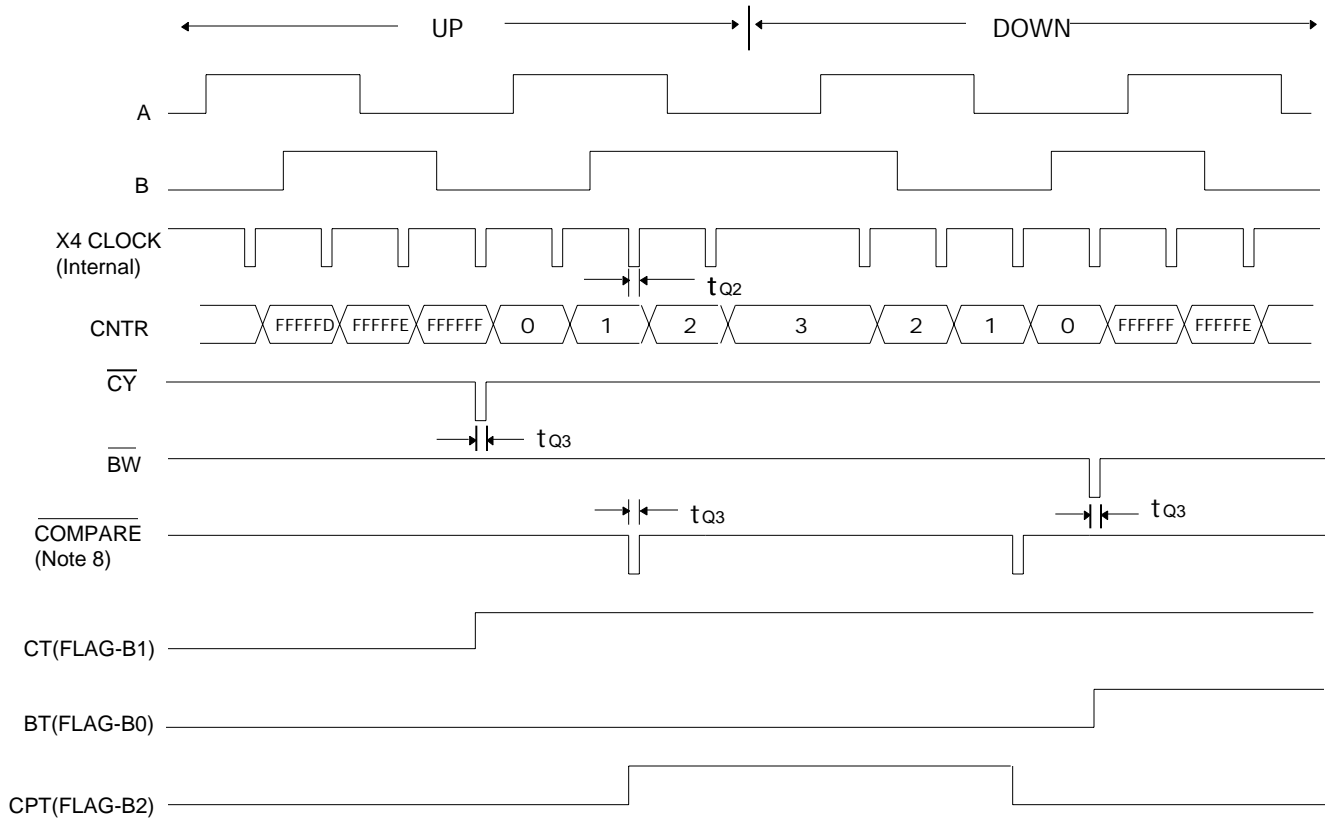 UP DOWN
A
B
X4 CLOCK
(Internal)
tQ2
CNTR FFFFFD FFFFFE FFFFFF 0 1 2 3 2 1 0 FFFFFF FFFFFE
CY
tQ3
BW
tQ3 tQ3
COMPARE
(Note 8)
CT(FLAG-B1)
BT(FLAG-B0)
CPT(FLAG-B2)